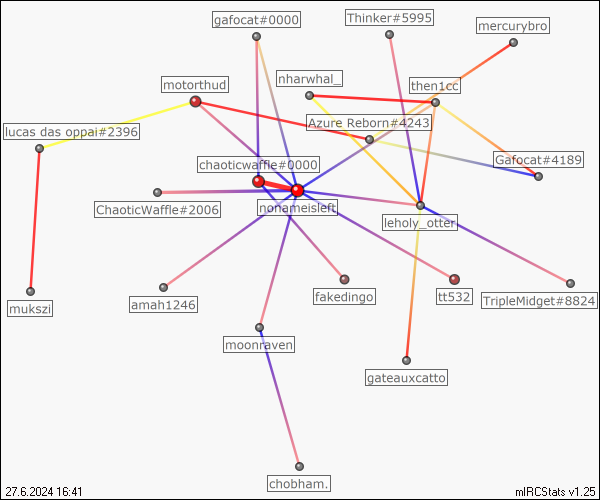 gafocat#0000
Thinker#5995
mercurybro
motorthud
nharwhal_
then1cc
Azure Reborn#4243
lucas das oppai#2396
chaoticwaffle#0000
Gafocat#4189
ChaoticWaffle#2006
nonemeisleft
leholy_otter
mukszi
amah1246
fakedingo
tt532
TripleMidget#8824
moonraven
gateauxcatto
chobham.
27.6.2024 16:41
mIRCStats v1.25